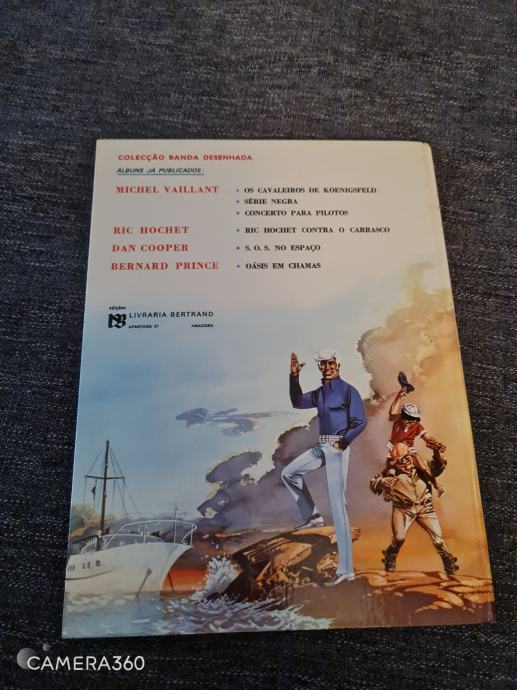 COLECÇÃO BANDA DESENHADA
ÁLBUNS JÁ PUBLICADOS:
MICHEL VAILLANT • OS CAVALEIROS DE KOENIGSFELD
• SÉRIE NEGRA
• CONCERTO PARA PILOTOS
RIC HOCHET • RIC HOCHET CONTRA O CARRASCO
DAN COOPER • S. O. S. NO ESPAÇO
BERNARD PRINCE • OÁSIS EM CHAMAS
edições
LIVRARIA BERTRAND
APARTADO 37 AMADORA
CAMERA360